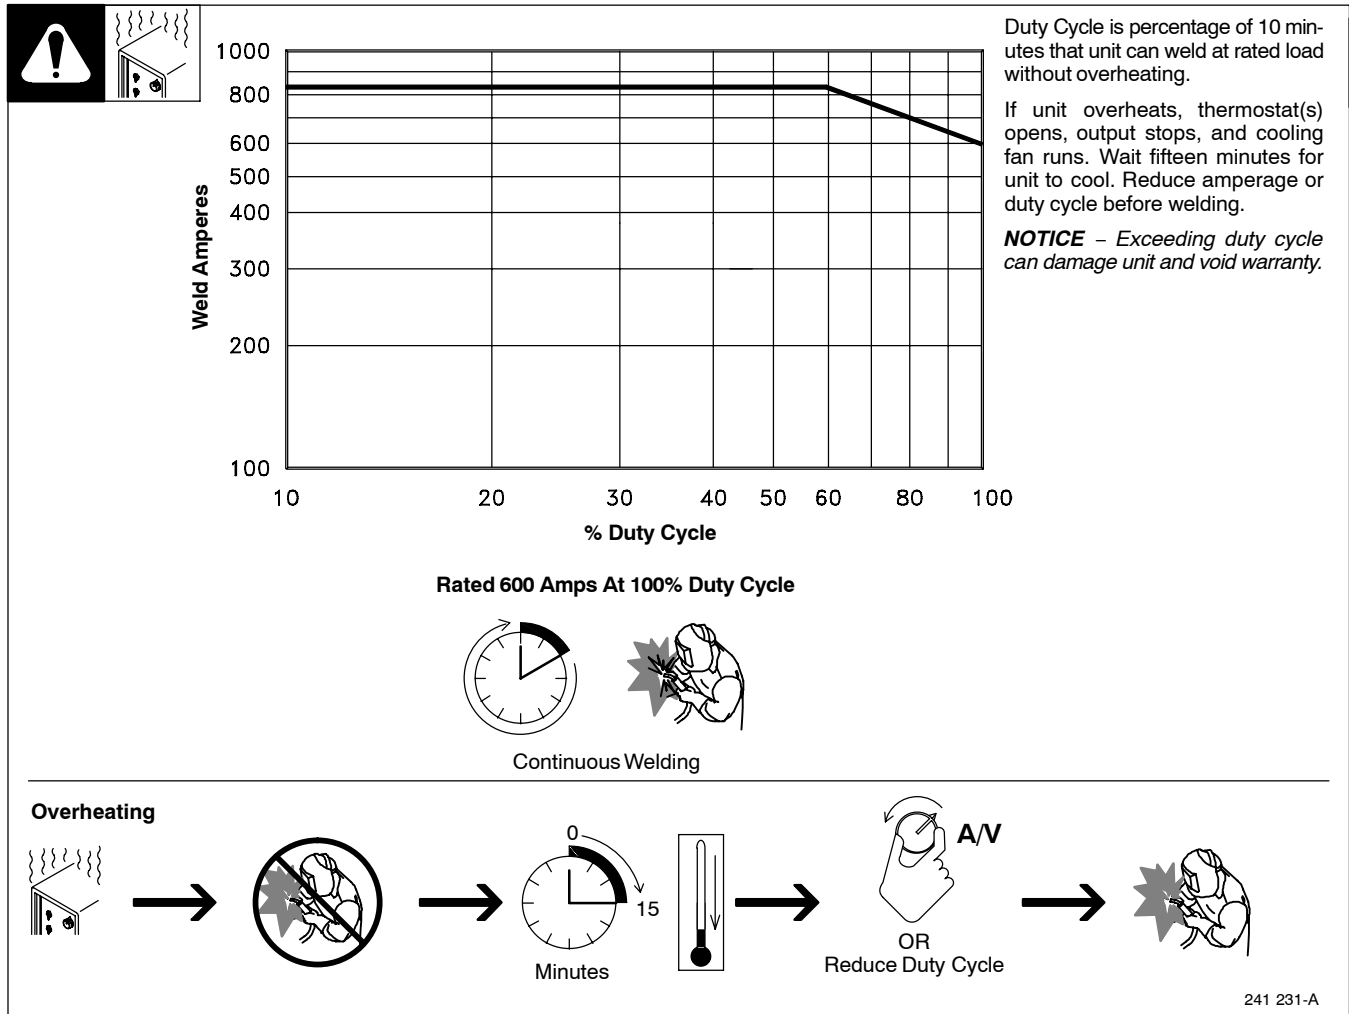 Duty Cycle is percentage of 10 min-
utes that unit can weld at rated load
without overheating.
If unit overheats, thermostat(s)
opens, output stops, and cooling
fan runs. Wait fifteen minutes for
unit to cool. Reduce amperage or
duty cycle before welding.
NOTICE – Exceeding duty cycle
can damage unit and void warranty.
1000
800
600
500
400
300
200
100
Weld Amperes
10 20 30 40 50 60 80 100
% Duty Cycle
Rated 600 Amps At 100% Duty Cycle
Continuous Welding
Overheating
0
15
Minutes
A/V
OR
Reduce Duty Cycle
241 231-A